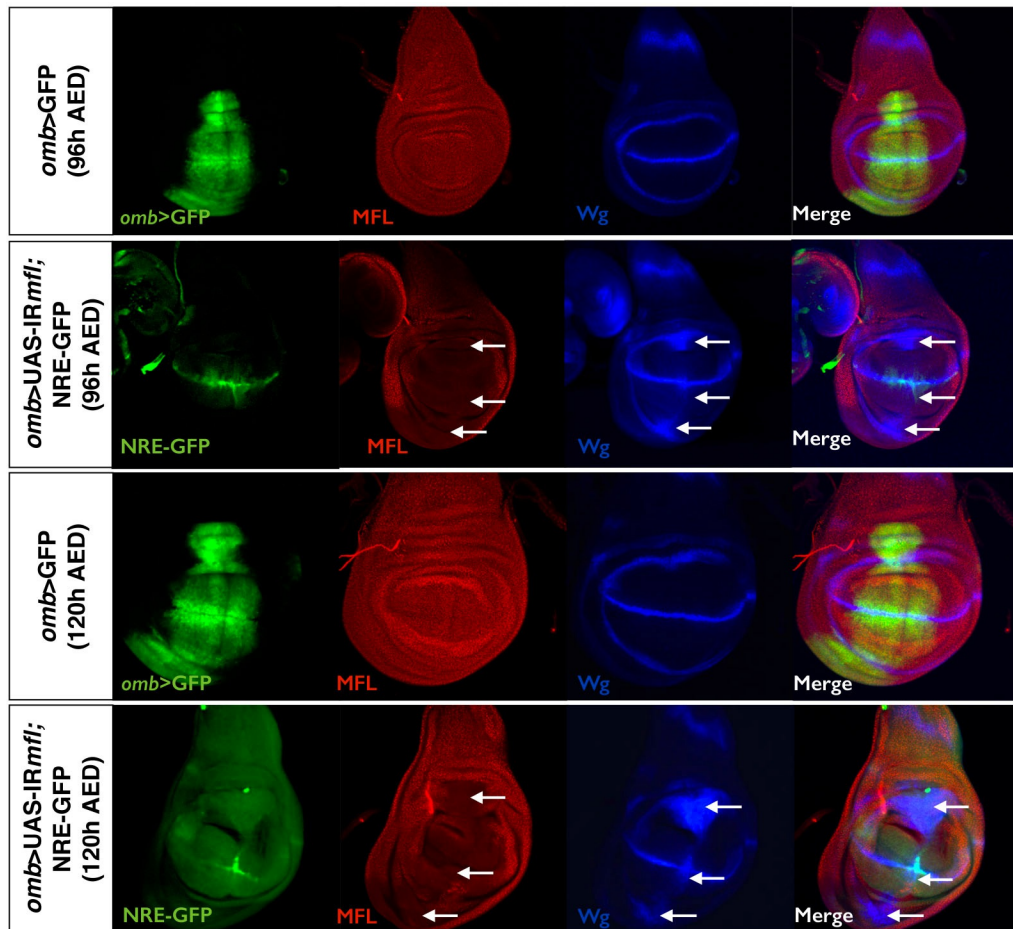 omb>GFP
(96h AED)
omb>GFP
MFL
Wg
Merge
omb>UAS-IRmfl;
NRE-GFP
(96h AED)
NRE-GFP
MFL
Wg
Merge
omb>GFP
(120h AED)
omb>GFP
MFL
Wg
Merge
omb>UAS-IRmfl;
NRE-GFP
(120h AED)
NRE-GFP
MFL
Wg
Merge